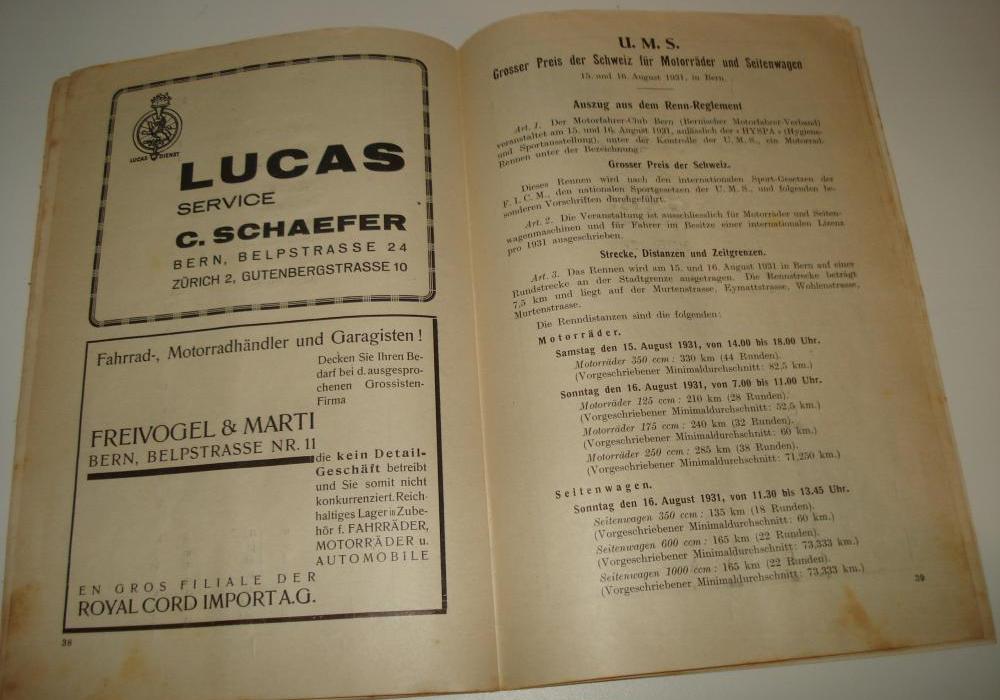 LUCAS DIENST
LUCAS
SERVICE
C. SCHAEFER
BERN, BELPSTRASSE 24
ZÜRICH 2, GUTENBERGSTRASSE 10
Fahrrad-, Motorradhändler und Garagisten!
Decken Sie Ihren Be-
darf bei d. ausgespro-
chenen Grossisten-
Firma
FREIVOGEL & MARTI
BERN, BELPSTRASSE NR. 11
die kein Detail-
Geschäft betreibt
und Sie somit nicht
konkurrenziert. Reich-
haltiges Lager in Zube-
hör f. FAHRRÄDER,
MOTORRÄDER u.
AUTOMOBILE
EN GROS FILIALE DER
ROYAL CORD IMPORT A.G.
38
U. M. S.
Grosser Preis der Schweiz für Motorräder und Seitenwagen
15. und 16. August 1931, in Bern.
Auszug aus dem Renn-Reglement
Art. 1. Der Motorfahrer-Club Bern (Bernischer Motorfahrer-Verband)
veranstaltet am 15. und 16. August 1931, anlässlich der «HYSPA» (Hygiene-
und Sportausstellung), unter der Kontrolle der U. M. S., ein Motorrad-
Rennen unter der Bezeichnung:
Grosser Preis der Schweiz.
Dieses Rennen wird nach den internationalen Sport-Gesetzen der
F. I. C. M., den nationalen Sportgesetzen der U. M. S., und folgenden be-
sonderen Vorschriften durchgeführt.
Art. 2. Die Veranstaltung ist ausschliesslich für Motorräder und Seiten-
wagenmaschinen und für Fahrer im Besitze einer internationalen Lizenz
pro 1931 ausgeschrieben.
Strecke, Distanzen und Zeitgrenzen.
Art. 3. Das Rennen wird am 15. und 16. August 1931 in Bern auf einer
Rundstrecke an der Stadtgrenze ausgetragen. Die Rennstrecke beträgt
7,5 km und liegt auf der Murtenstrasse, Eymattstrasse, Wohlenstrasse,
Murtenstrasse.
Die Renndistanzen sind die folgenden:
Motorräder.
Samstag den 15. August 1931, von 14.00 bis 18.00 Uhr.
Motorräder 350 ccm: 330 km (44 Runden).
(Vorgeschriebener Minimaldurchschnitt: 82,5 km.)
Sonntag den 16. August 1931, von 7.00 bis 11.00 Uhr.
Motorräder 125 ccm: 210 km (28 Runden).
(Vorgeschriebener Minimaldurchschnitt: 52,5 km.)
Motorräder 175 ccm: 240 km (32 Runden).
(Vorgeschriebener Minimaldurchschnitt: 60 km.)
Motorräder 250 ccm: 285 km (38 Runden).
(Vorgeschriebener Minimaldurchschnitt: 71,250 km.)
Seitenwagen.
Sonntag den 16. August 1931, von 11.30 bis 13.45 Uhr.
Seitenwagen 350 ccm: 135 km (18 Runden).
(Vorgeschriebener Minimaldurchschnitt: 60 km.)
Seitenwagen 600 ccm: 165 km (22 Runden).
(Vorgeschriebener Minimaldurchschnitt: 73,333 km.)
Seitenwagen 1000 ccm: 165 km (22 Runden).
(Vorgeschriebener Minimaldurchschnitt: 73,333 km.)
39